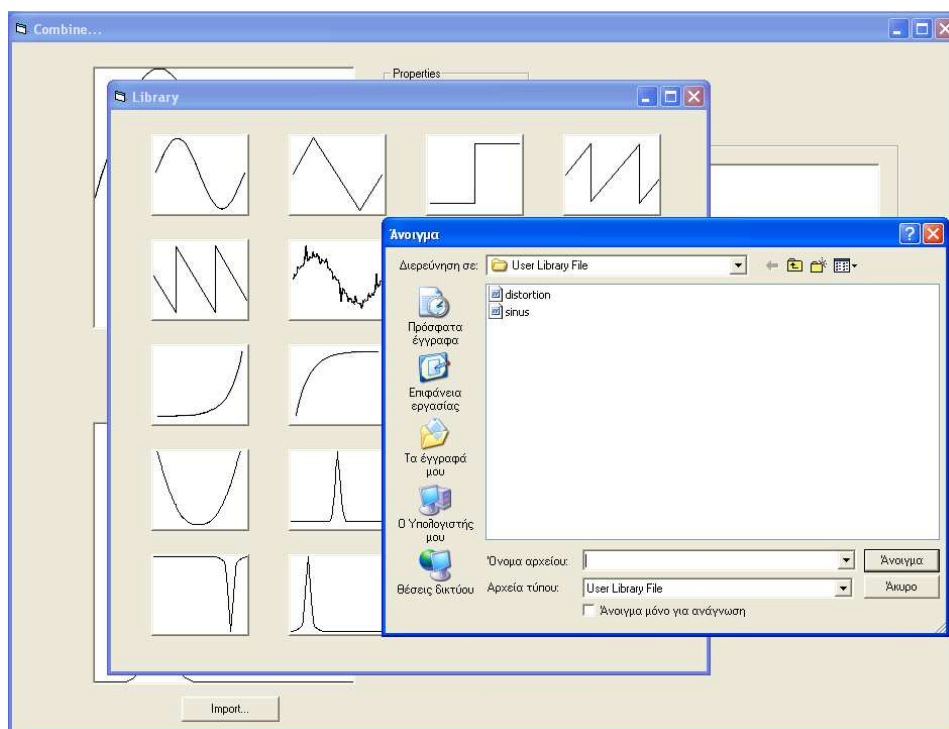 Combine...
Properties
Library
Άνοιγμα
Διερεύνηση σε:
User Library File
distortion
sinus
Πρόσφατα
έγγραφα
Επιφάνεια
εργασίας
Τα έγγραφά
μου
Ο Υπολογιστής
μου
Θέσεις δικτύου
Όνομα αρχείου:
Άνοιγμα
Αρχεία τύπου:
User Library File
Άκυρο
Άνοιγμα μόνο για ανάγνωση
Import...